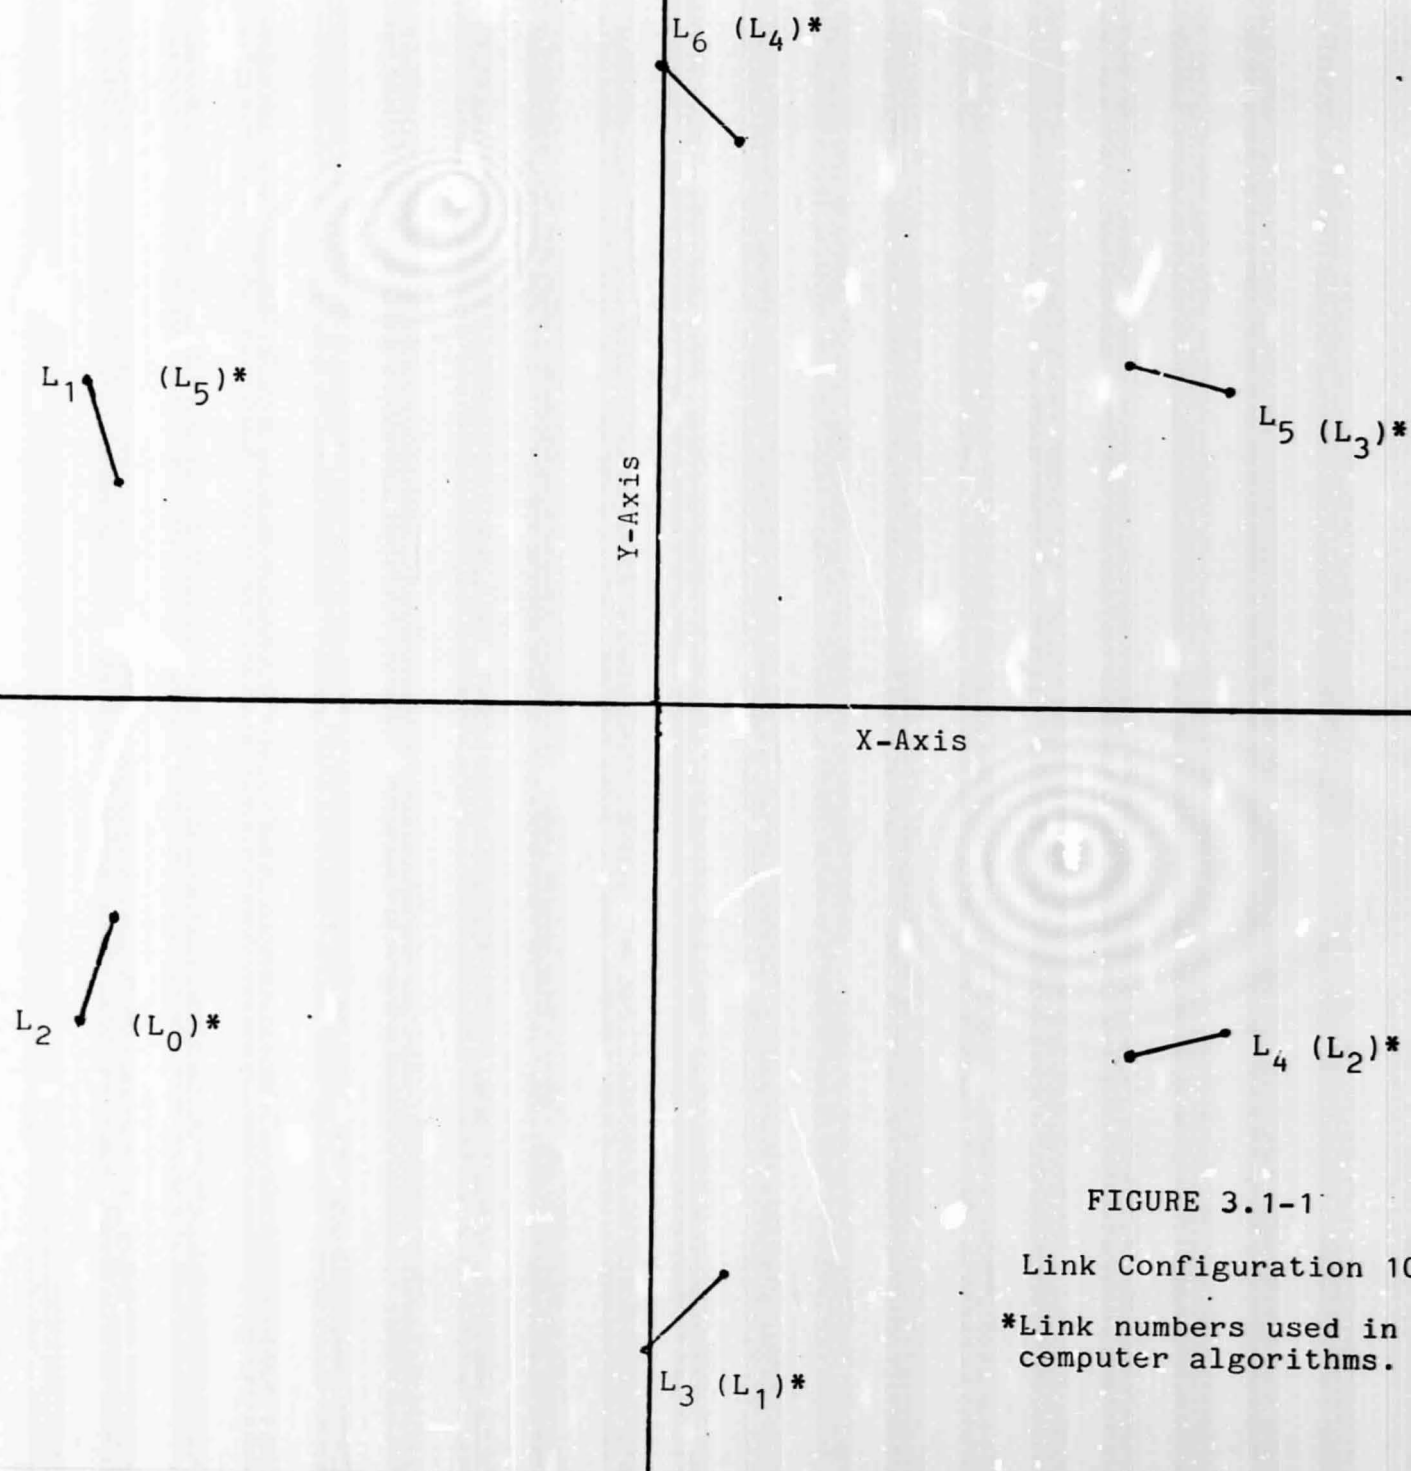 L₆ (L₄)*
L₁ (L₅)*
L₅ (L₃)*
Y-Axis
X-Axis
L₂ (L₀)*
L₄ (L₂)*
FIGURE 3.1-1
Link Configuration 10
*Link numbers used in
computer algorithms.
L₃ (L₁)*